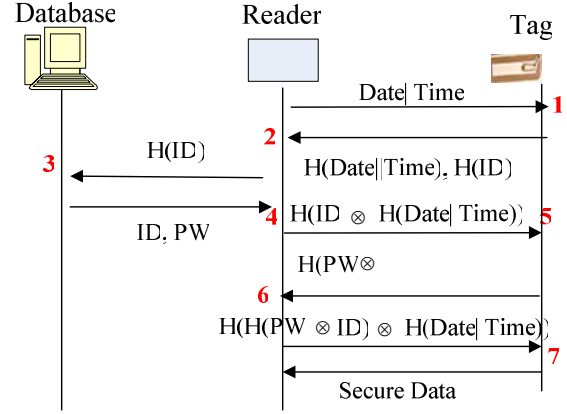 Database
Reader
Tag
Date| Time
1
2
3
H(ID)
H(Date||Time), H(ID)
4
H(ID ⊗ H(Date| Time))
5
ID, PW
H(PW⊗
6
H(H(PW ⊗ ID) ⊗ H(Date| Time))
7
Secure Data